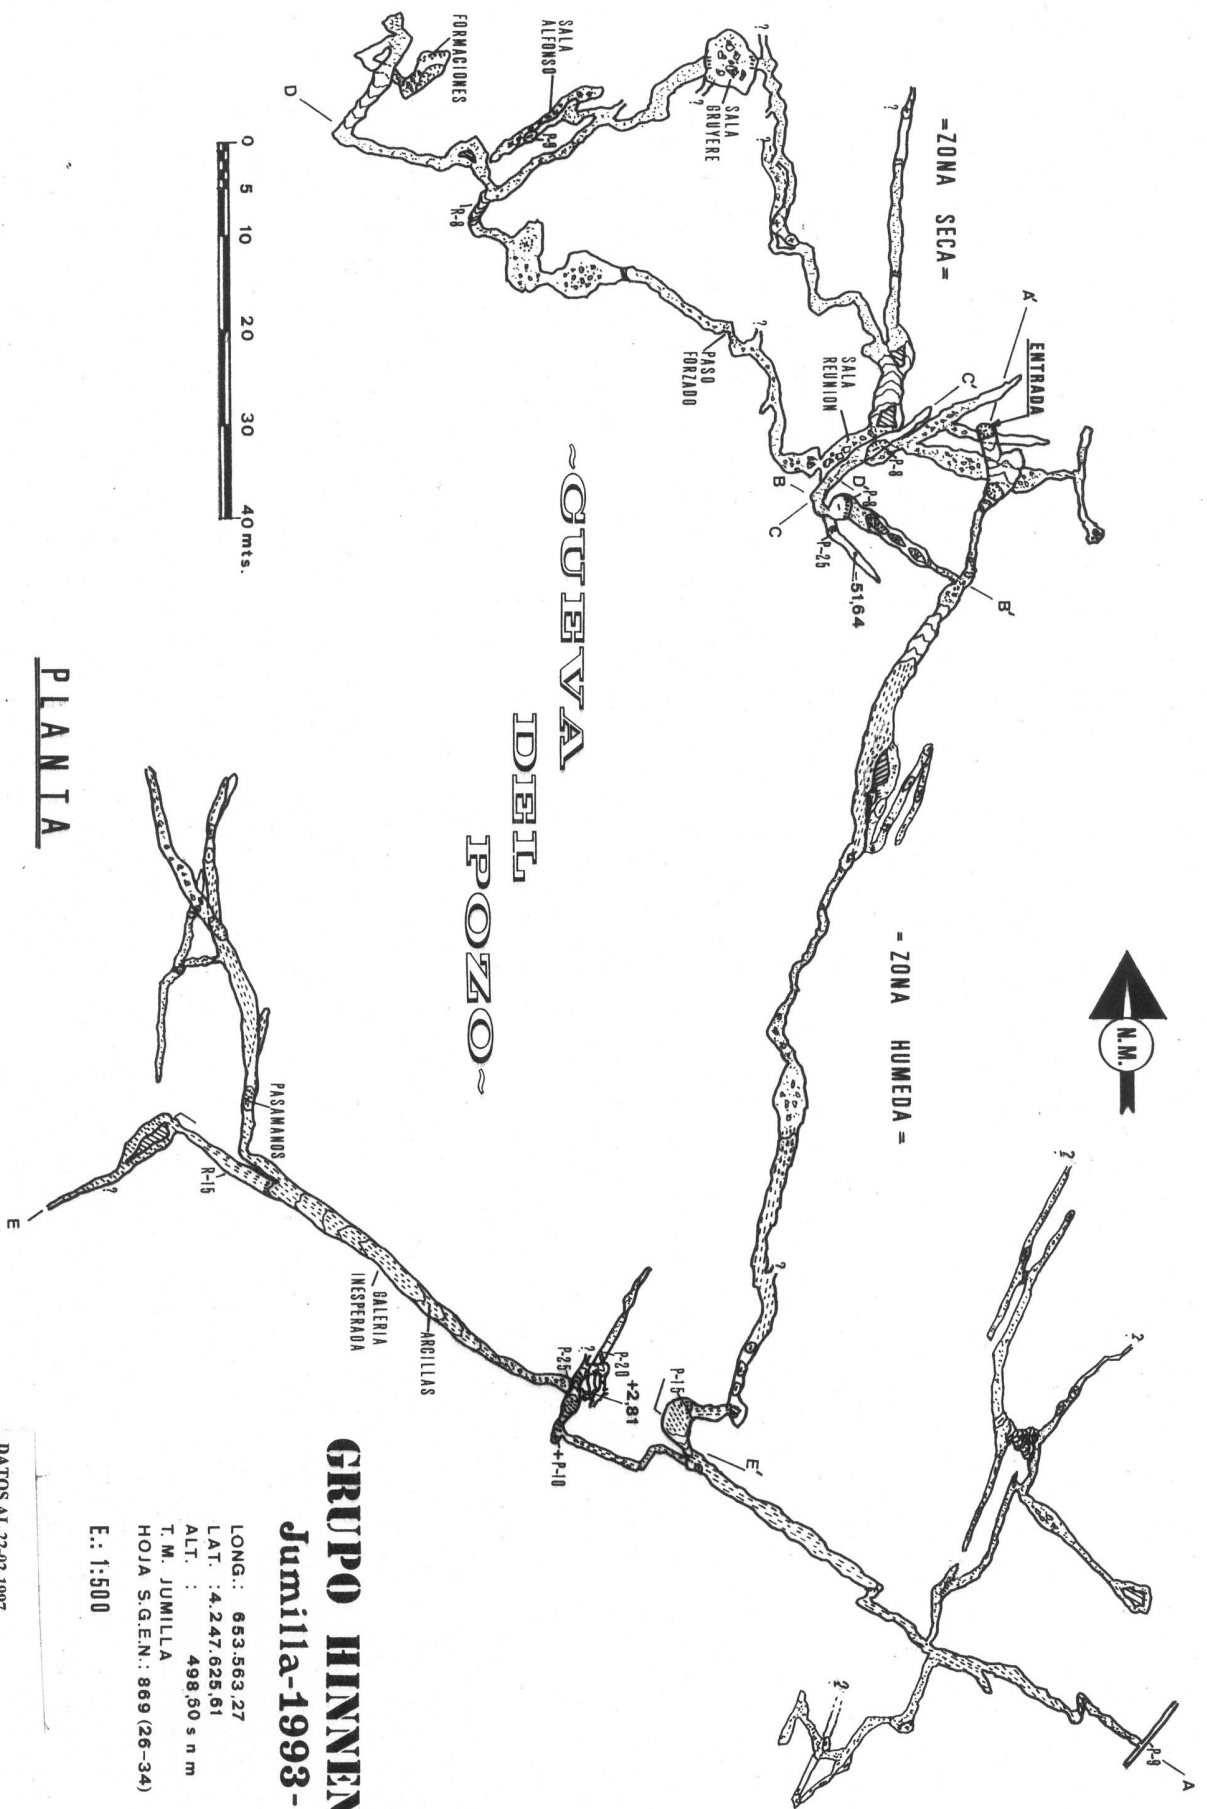 =ZONA SECA=
A'
ENTRADA
C'
?
?
SALA
GRUYERE
?
?
SALA
ALFONSO
P-9
FORMACIONES
D
R-8
SALA
REUNION
P-8
D'
P-8
B
C
P-25
-51,64
B'
?
PASO
FORZADO
0 5 10 20 30 40 mts.
~CUEVA
DEL
POZO~
PLANTA
=ZONA HUMEDA=
N.M.
?
?
?
?
P-9
A
P-15
E'
P-20
+2,81
?
P-25
+P-10
ARCILLAS
GALERIA
INESPERADA
PASAMANOS
R-15
?
E
GRUPO HINNEN
Jumilla-1993-
LONG.: 653.563,27
LAT. :4.247.625,61
ALT. : 498,60 s n m
T.M. JUMILLA
HOJA S.G.E.N.: 869 (26-34)
E.: 1:500